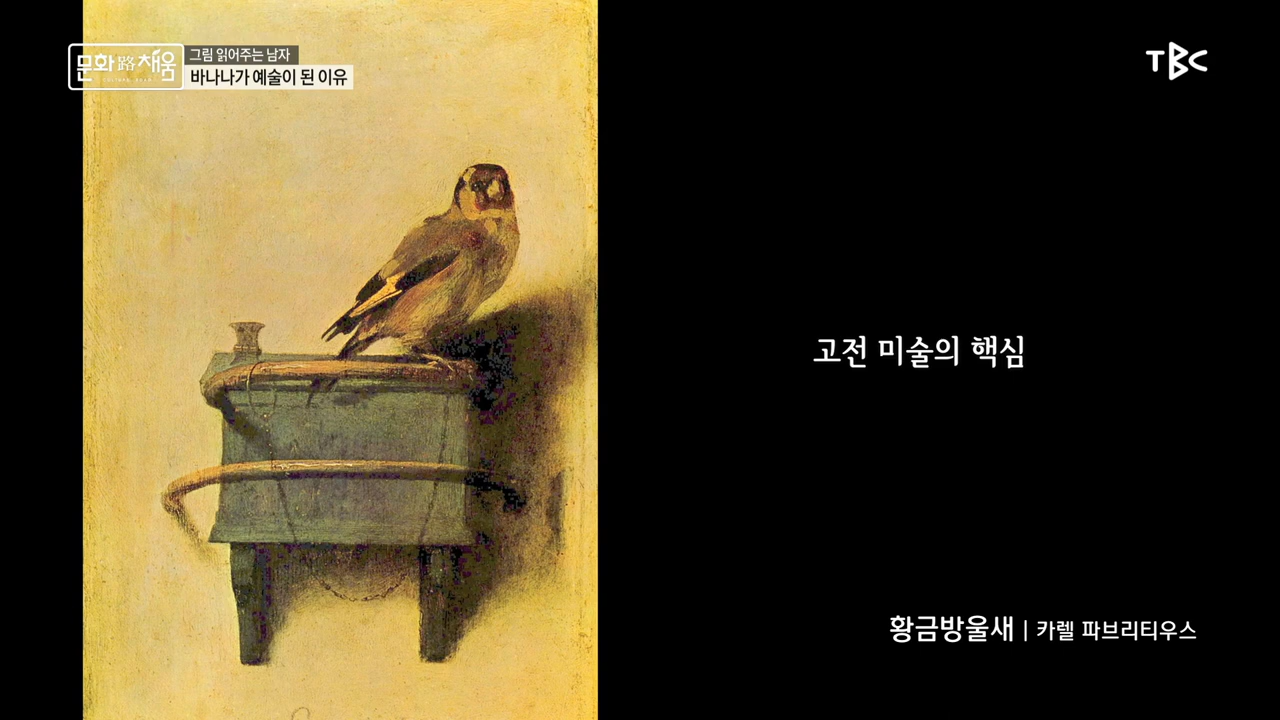 문화路채움
그림 읽어주는 남자
바나나가 예술이 된 이유
TBC
고전 미술의 핵심
황금방울새 | 카렐 파브리티우스